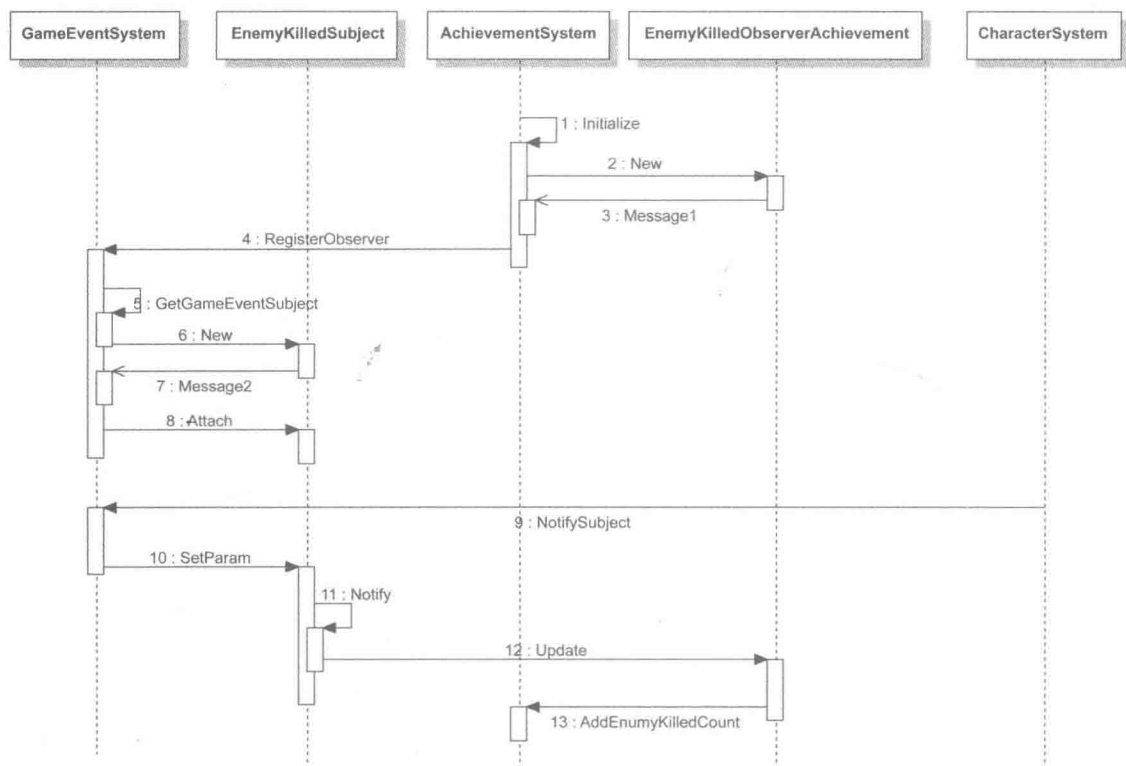 GameEventSystem
EnemyKilledSubject
AchievementSystem
EnemyKilledObserverAchievement
CharacterSystem
1 : Initialize
2 : New
3 : Message1
4 : RegisterObserver
5 : GetGameEventSubject
6 : New
7 : Message2
8 : Attach
9 : NotifySubject
10 : SetParam
11 : Notify
12 : Update
13 : AddEnumyKilledCount